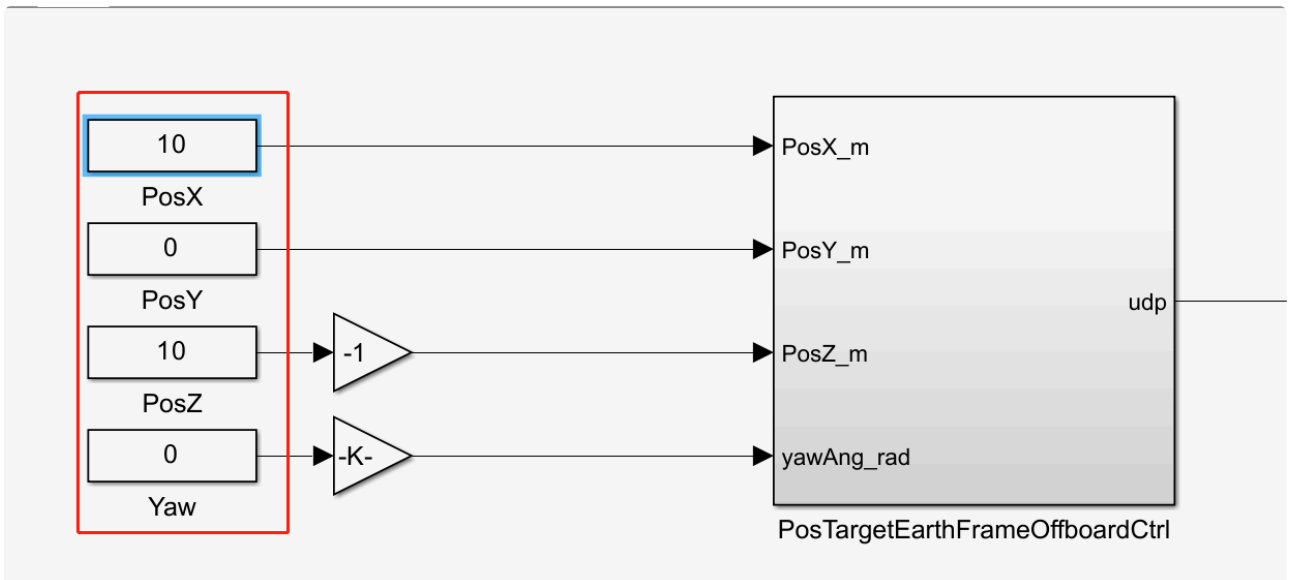 10
PosX
0
PosY
10
PosZ
0
Yaw
-1
-K-
PosX_m
PosY_m
PosZ_m
yawAng_rad
udp
PosTargetEarthFrameOffboardCtrl